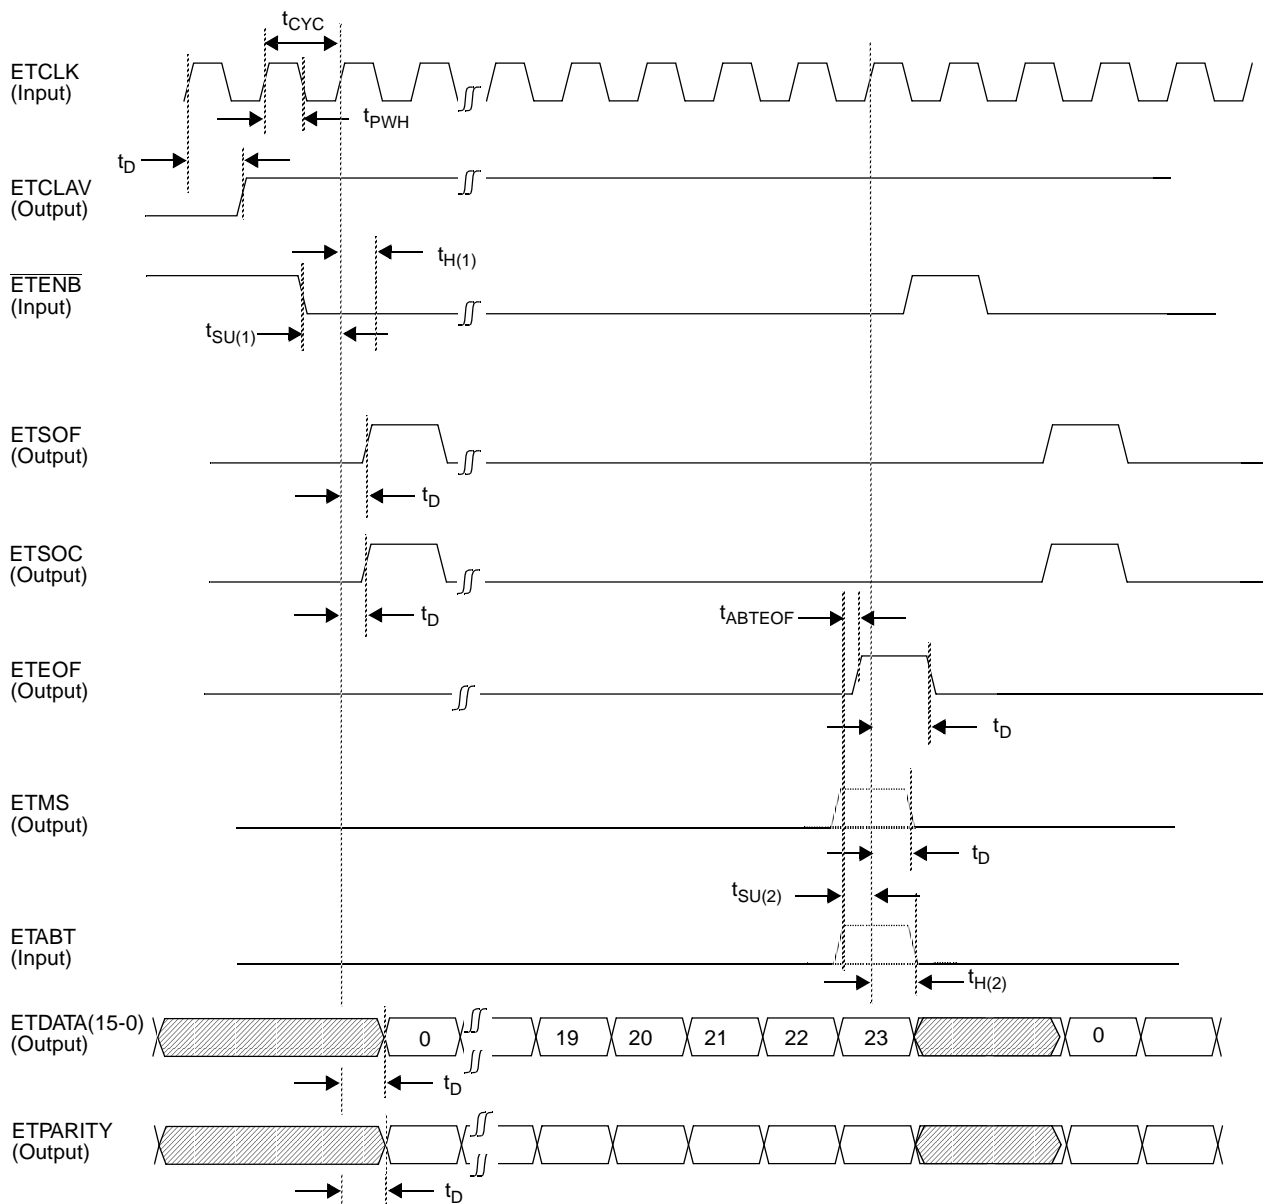 tCYC
ETCLK
(Input)
tPWH
tD
ETCLAV
(Output)
tH(1)
ETENB
(Input)
tSU(1)
ETSOF
(Output)
tD
ETSOC
(Output)
tD
tABTEOF
ETEOF
(Output)
tD
ETMS
(Output)
tD
tSU(2)
ETABT
(Input)
tH(2)
ETDATA(15-0)
(Output)
0 19 20 21 22 23 0
tD
ETPARITY
(Output)
tD